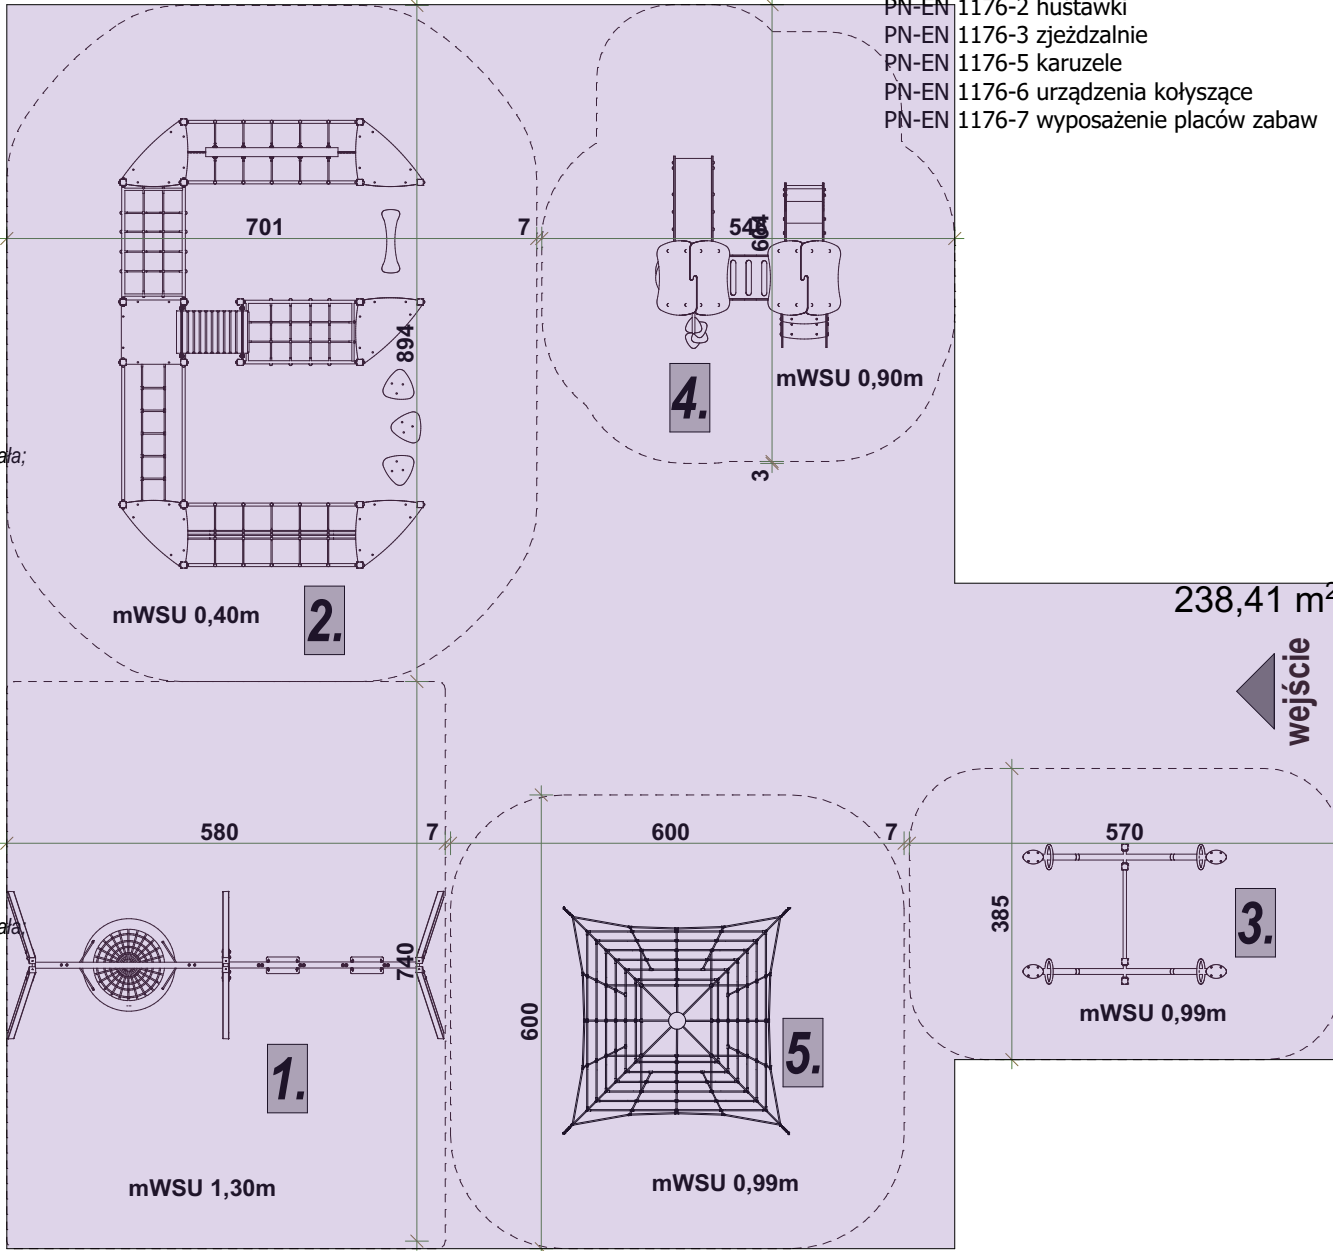 PN-EN 1176-2 huśtawki
PN-EN 1176-3 zjeżdzalnie
PN-EN 1176-5 karuzele
PN-EN 1176-6 urządzenia kołyszące
PN-EN 1176-7 wyposażenie placów zabaw
701
7
604
894
mWSU 0,90m
4.
3
238,41 m²
mWSU 0,40m
2.
wejście
580
7
600
7
570
385
3.
740
600
mWSU 0,99m
1.
5.
mWSU 1,30m
mWSU 0,99m